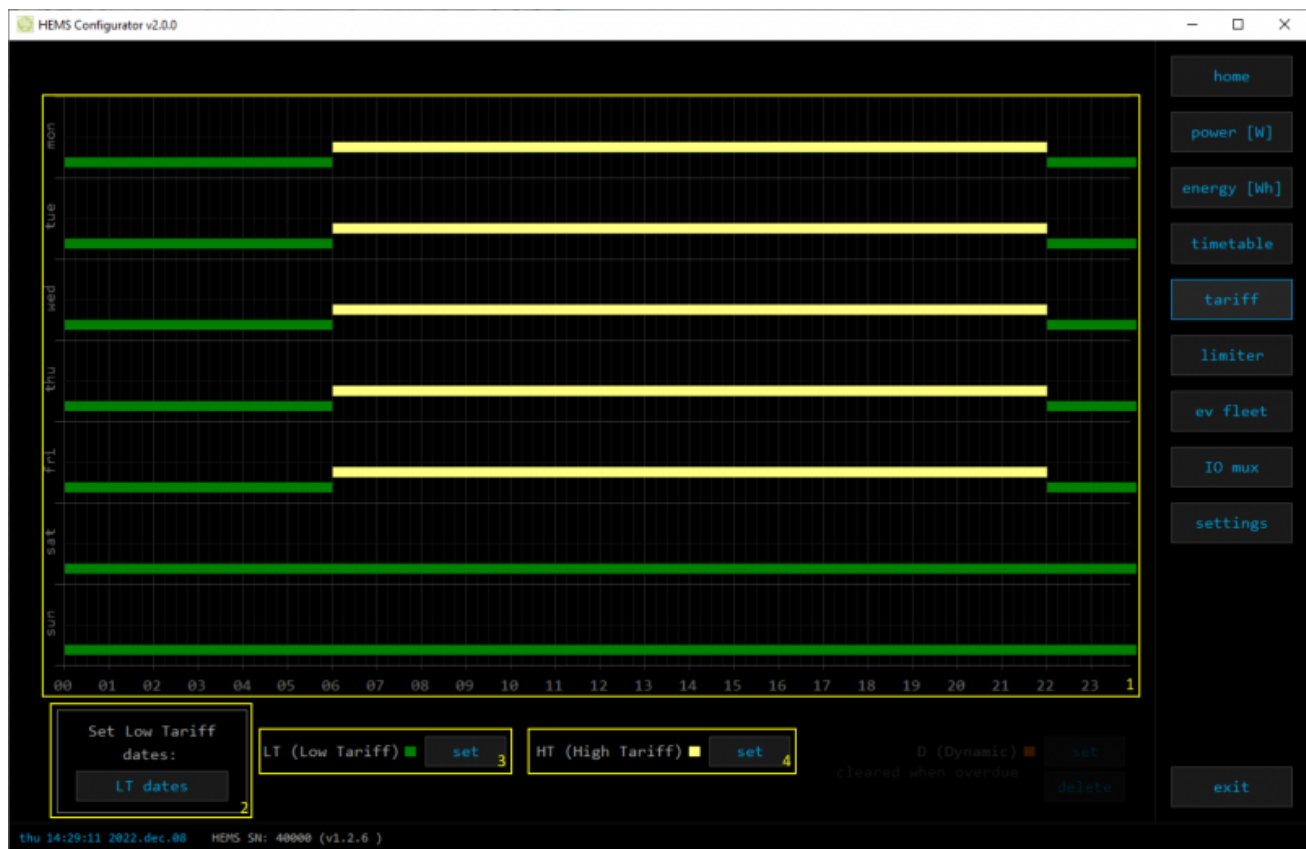 HEMS Configurator v2.0.0
home
power [W]
energy [Wh]
timetable
tariff
limiter
ev fleet
IO mux
settings
exit
mon
tue
wed
thu
fri
sat
sun
00 01 02 03 04 05 06 07 08 09 10 11 12 13 14 15 16 17 18 19 20 21 22 23 1
Set Low Tariff
dates:
LT dates
2
LT (Low Tariff) set 3
HT (High Tariff) set 4
D (Dynamic) set
cleared when overdue
delete
thu 14:29:11 2022.dec.08 HEMS SN: 40000 (v1.2.6 )